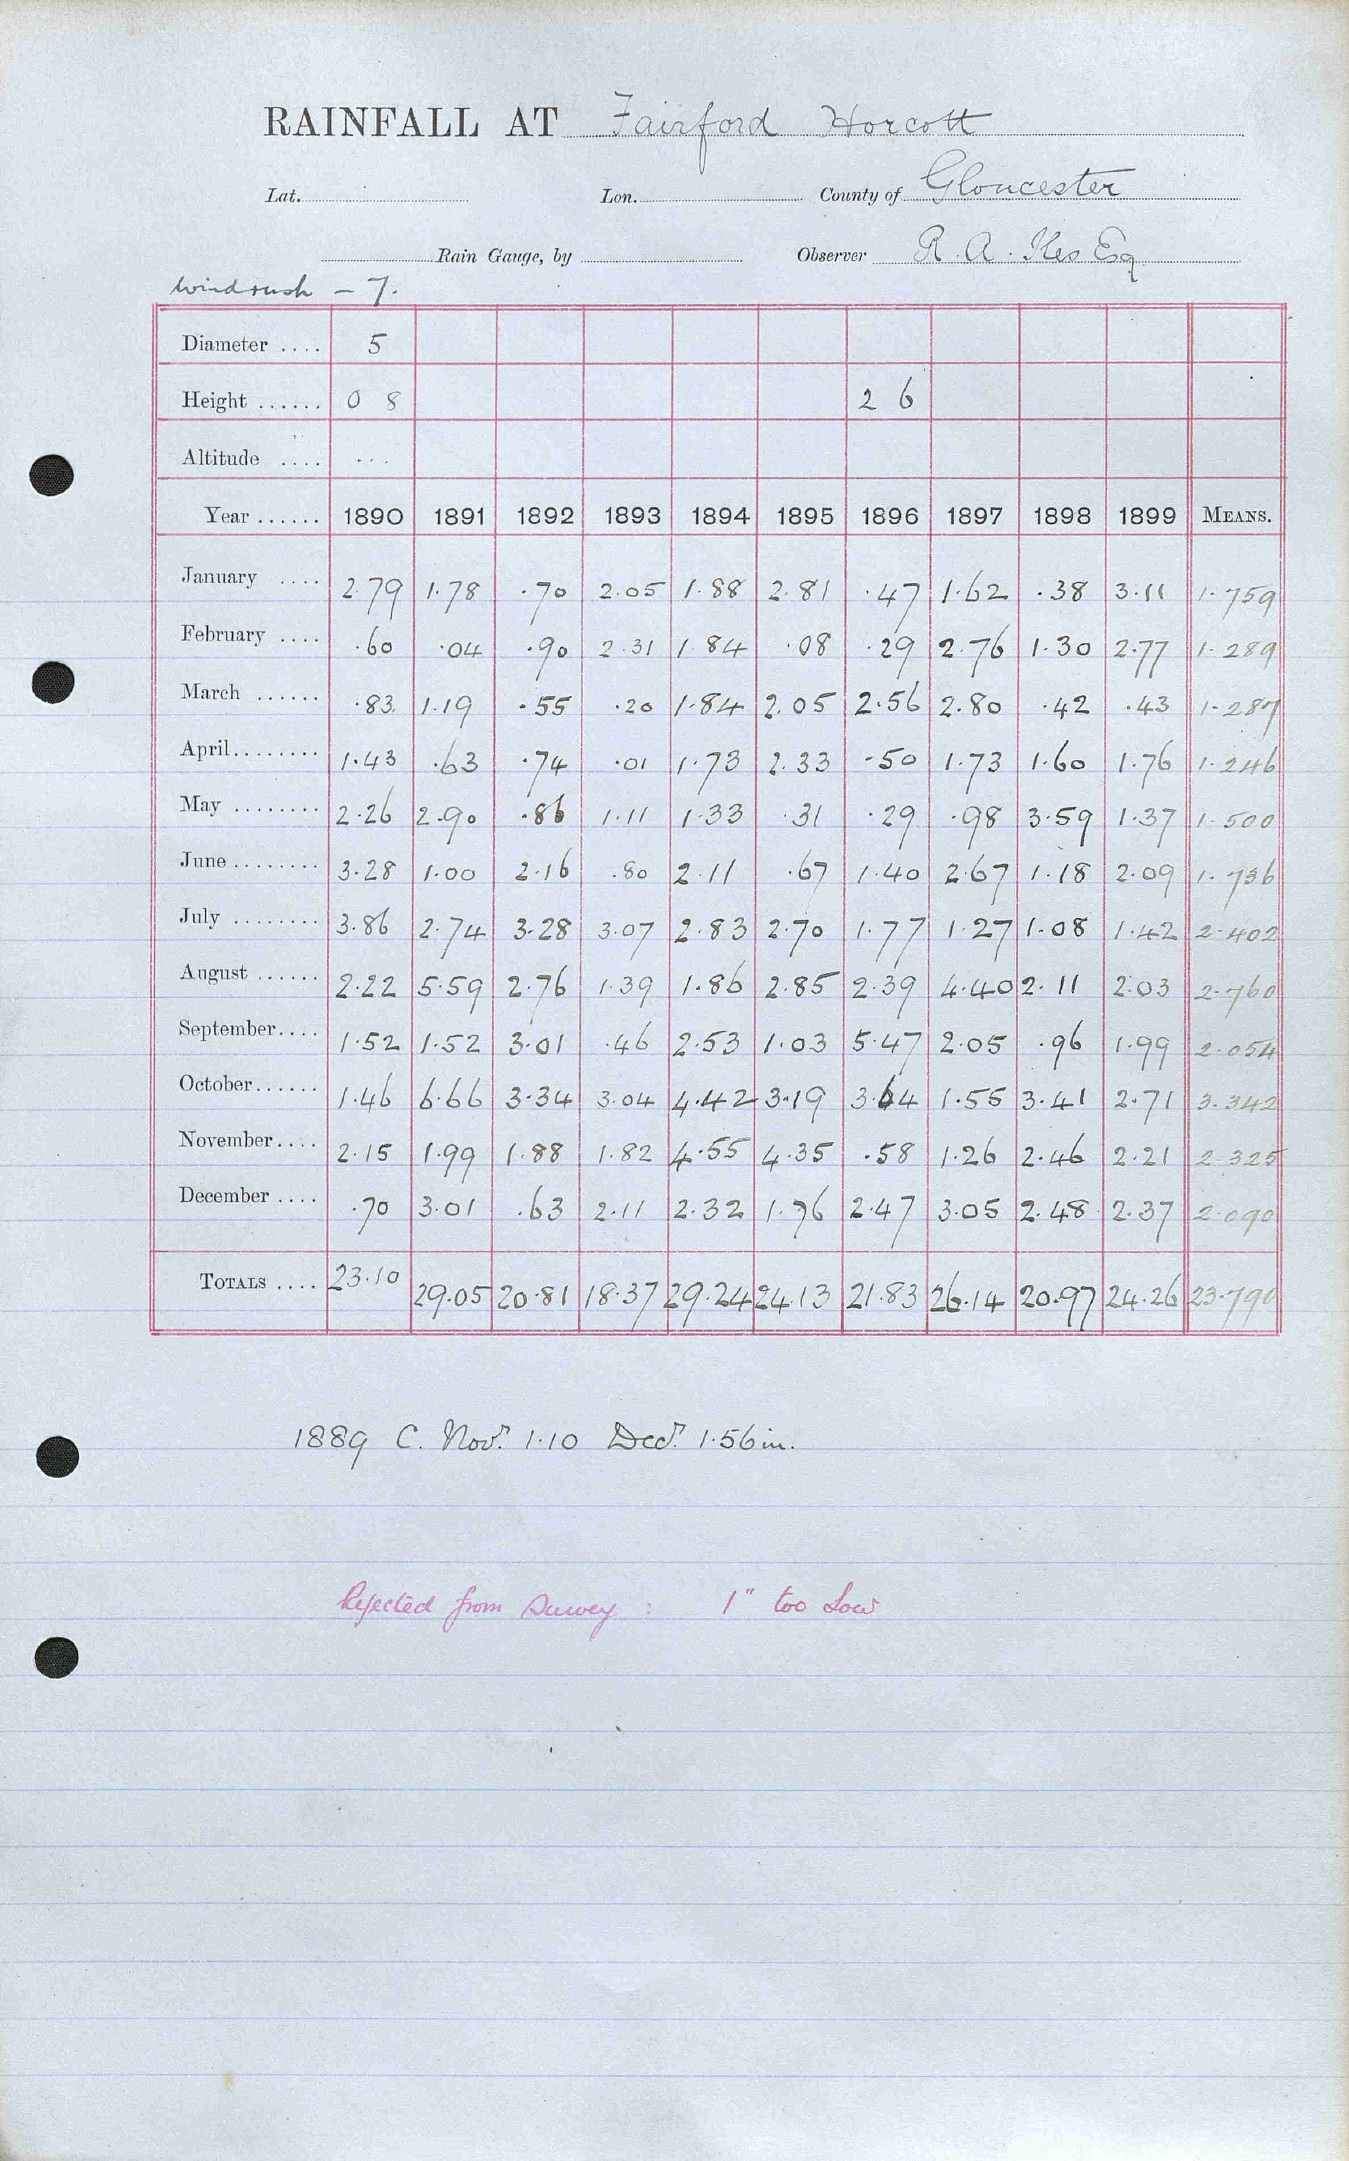 RAINFALL AT Fairford Horcott
Lat. Lon. County of Gloucester
Rain Gauge, by Observer R. A. Iles Esq
Windrush – 7.
Diameter .... 5
Height ...... 0 8 2 6
Altitude .... ...
Year ...... 1890 1891 1892 1893 1894 1895 1896 1897 1898 1899 MEANS.
January .... 2.79 1.78 .70 2.05 1.88 2.81 .47 1.62 .38 3.11 1.759
February .... .60 .04 .90 2.31 1.84 .08 .29 2.76 1.30 2.77 1.289
March ...... .83 1.19 .55 .20 1.84 2.05 2.56 2.80 .42 .43 1.287
April........ 1.43 .63 .74 .01 1.73 2.33 .50 1.73 1.60 1.76 1.246
May ........ 2.26 2.90 .86 1.11 1.33 .31 .29 .98 3.59 1.37 1.500
June ........ 3.28 1.00 2.16 .80 2.11 .67 1.40 2.67 1.18 2.09 1.736
July ........ 3.86 2.74 3.28 3.07 2.83 2.70 1.77 1.27 1.08 1.42 2.402
August ...... 2.22 5.59 2.76 1.39 1.86 2.85 2.39 4.40 2.11 2.03 2.760
September.... 1.52 1.52 3.01 .46 2.53 1.03 5.47 2.05 .96 1.99 2.054
October...... 1.46 6.66 3.34 3.04 4.42 3.19 3.64 1.55 3.41 2.71 3.342
November.... 2.15 1.99 1.88 1.82 4.55 4.35 .58 1.26 2.46 2.21 2.325
December .... .70 3.01 .63 2.11 2.32 1.76 2.47 3.05 2.48 2.37 2.090
TOTALS .... 23.10 29.05 20.81 18.37 29.24 24.13 21.83 26.14 20.97 24.26 23.790
1889 C. Novr. 1.10 Decr. 1.56 in.
Rejected from Survey : 1" too low